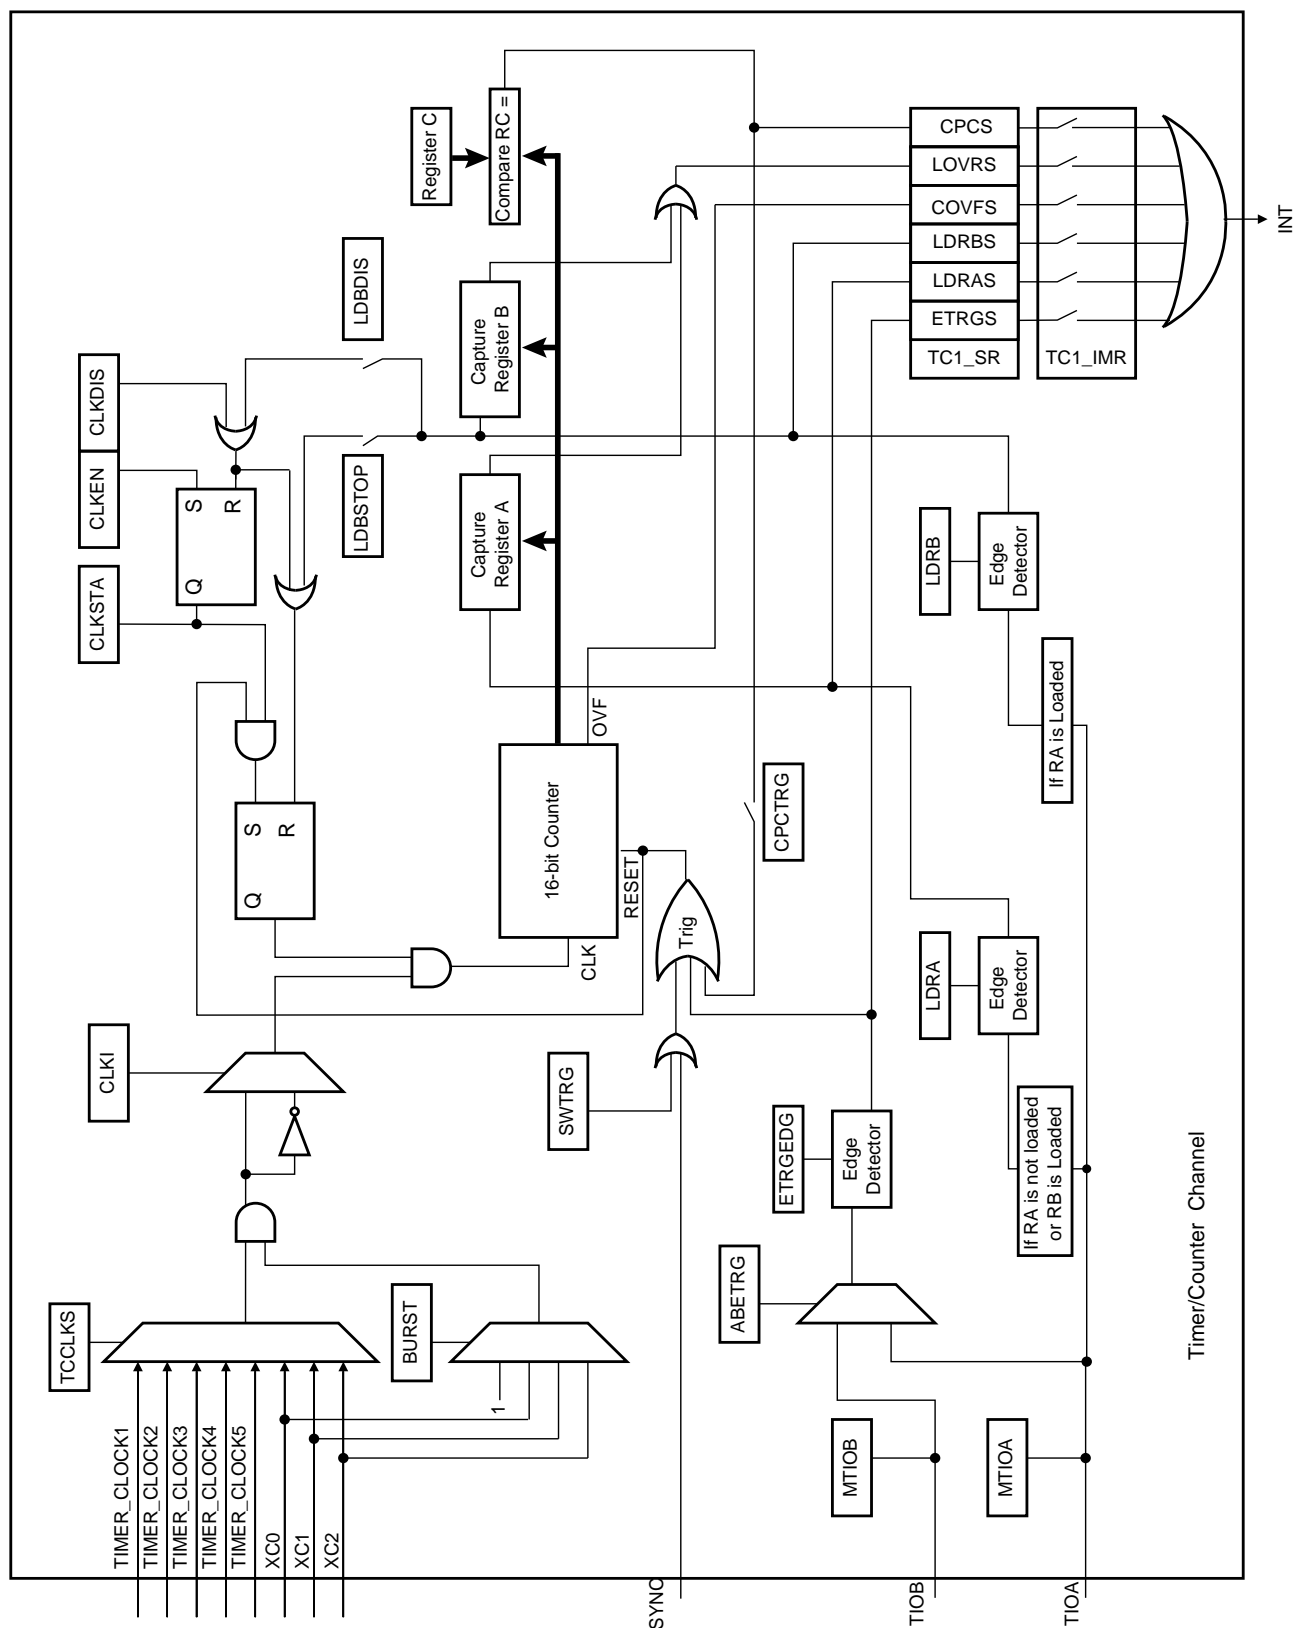 Timer/Counter Channel
TCCLKS
TIMER_CLOCK1
TIMER_CLOCK2
TIMER_CLOCK3
TIMER_CLOCK4
TIMER_CLOCK5
XC0
XC1
XC2
CLKI
BURST
1
CLKSTA
CLKEN
CLKDIS
Q
S
R
Q
S
R
LDBSTOP
LDBDIS
Register C
Compare RC =
Capture
Register A
Capture
Register B
16-bit Counter
CLK
RESET
OVF
SWTRG
Trig
CPCTRG
SYNC
ABETRG
ETRGEDG
Edge
Detector
MTIOB
TIOB
MTIOA
TIOA
LDRA
Edge
Detector
If RA is not loaded
or RB is Loaded
LDRB
Edge
Detector
If RA is Loaded
CPCS
LOVRS
COVFS
LDRBS
LDRAS
ETRGS
TC1_SR
TC1_IMR
INT